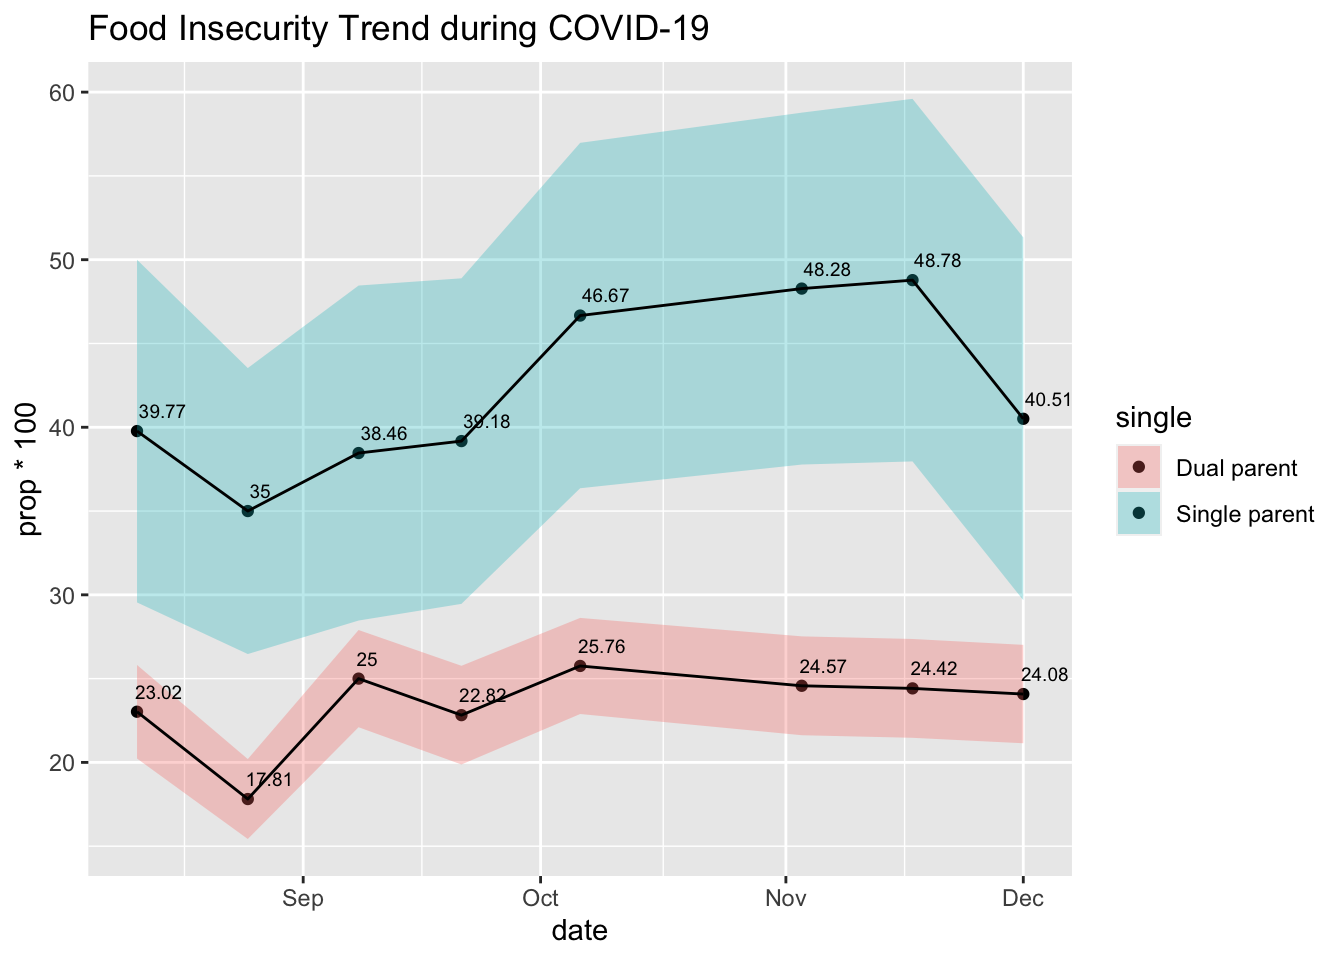 Food Insecurity Trend during COVID-19
60
50
40
30
20
prop * 100
39.77
35
38.46
39.18
46.67
48.28
48.78
40.51
23.02
17.81
25
22.82
25.76
24.57
24.42
24.08
Sep
Oct
Nov
Dec
date
single
Dual parent
Single parent